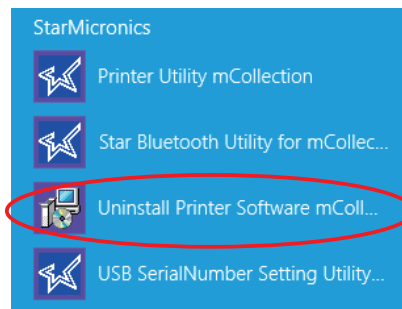 StarMicronics
Printer Utility mCollection
Star Bluetooth Utility for mCollec...
Uninstall Printer Software mColl...
USB SerialNumber Setting Utility...